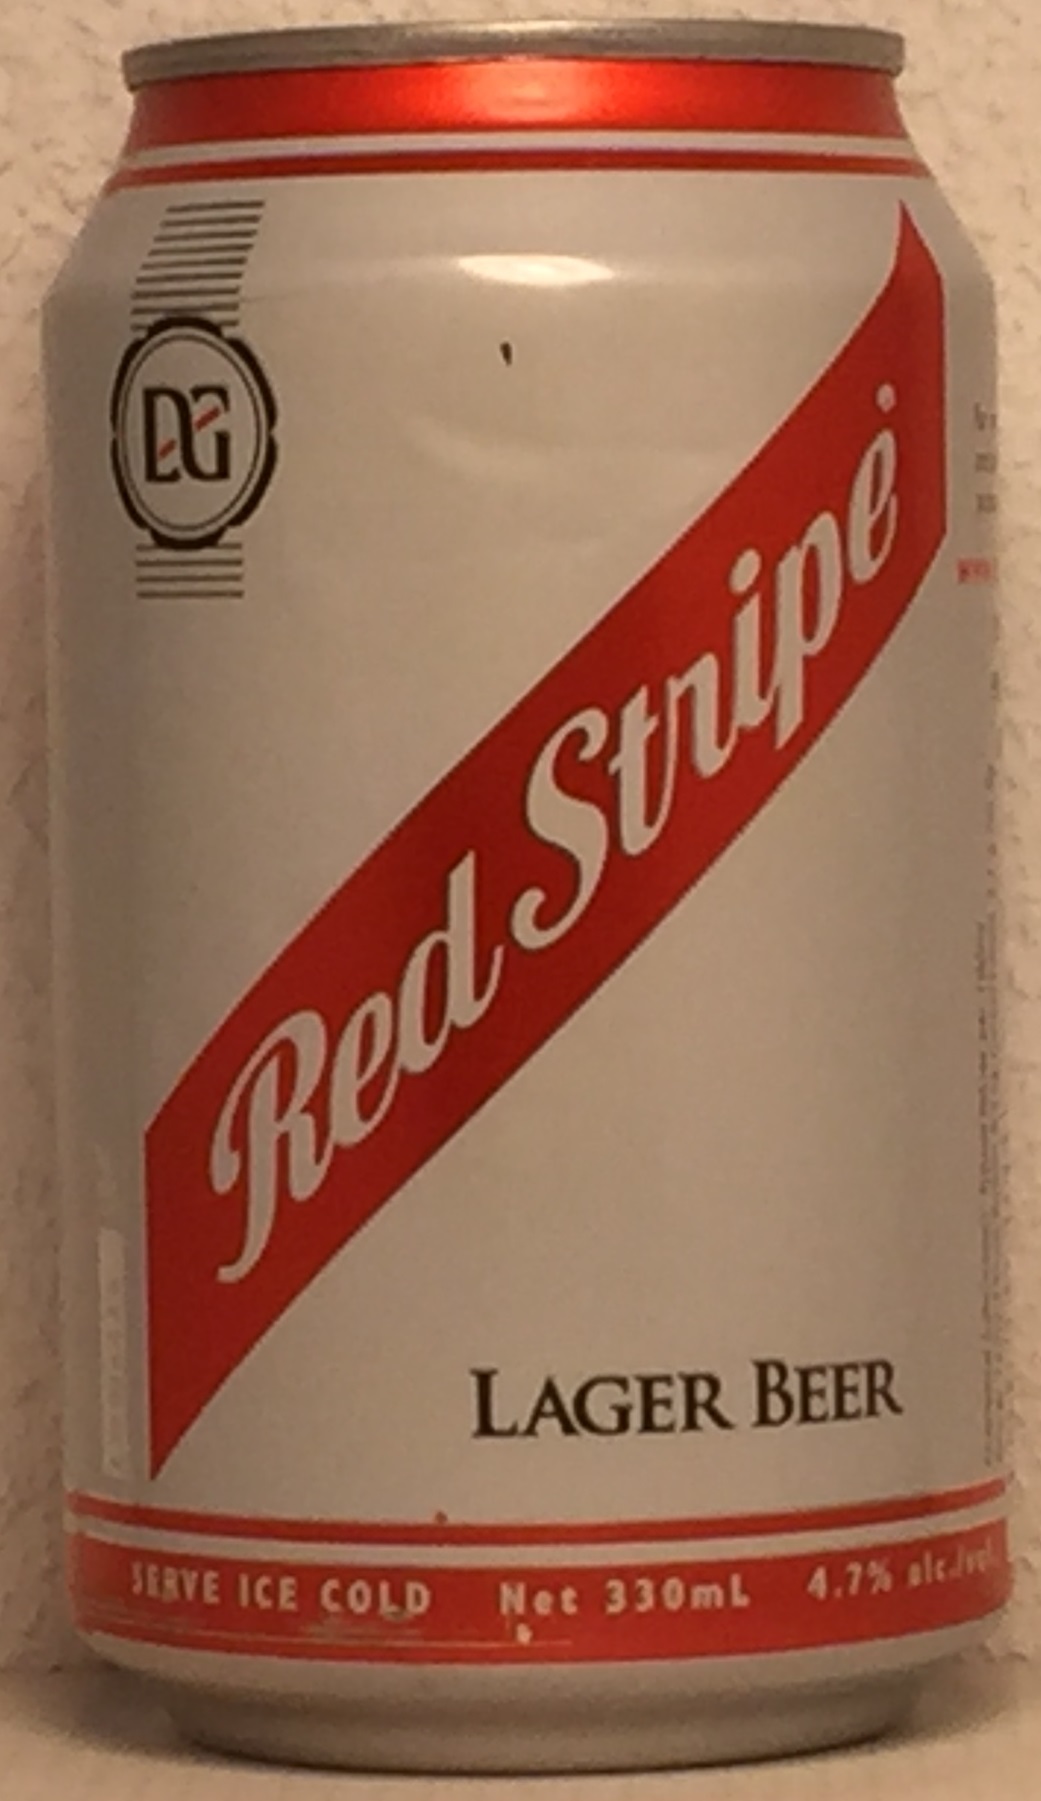 DG
Red Stripe
LAGER BEER
SERVE ICE COLD Net 330mL 4.7% alc./vol.